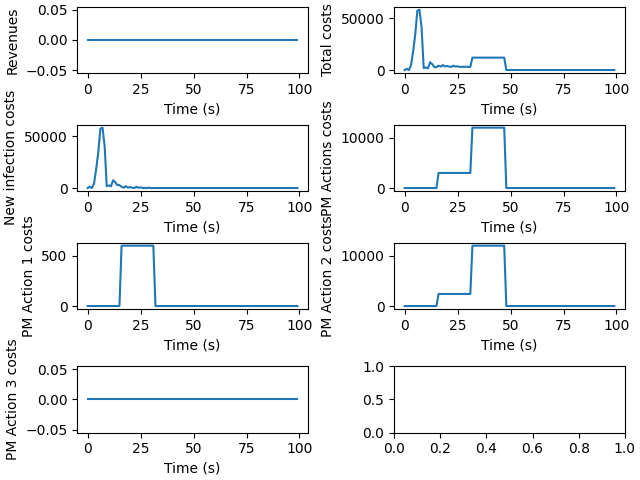 Revenues
0.05
0.00
−0.05
0 25 50 75 100
Time (s)
Total costs
50000
0
0 25 50 75 100
Time (s)
New infection costs
50000
0
0 25 50 75 100
Time (s)
PM Actions costs
10000
0
0 25 50 75 100
Time (s)
PM Action 1 costs
500
0
0 25 50 75 100
Time (s)
PM Action 2 costs
10000
0
0 25 50 75 100
Time (s)
PM Action 3 costs
0.05
0.00
−0.05
0 25 50 75 100
Time (s)
1.0
0.5
0.0
0.0 0.2 0.4 0.6 0.8 1.0